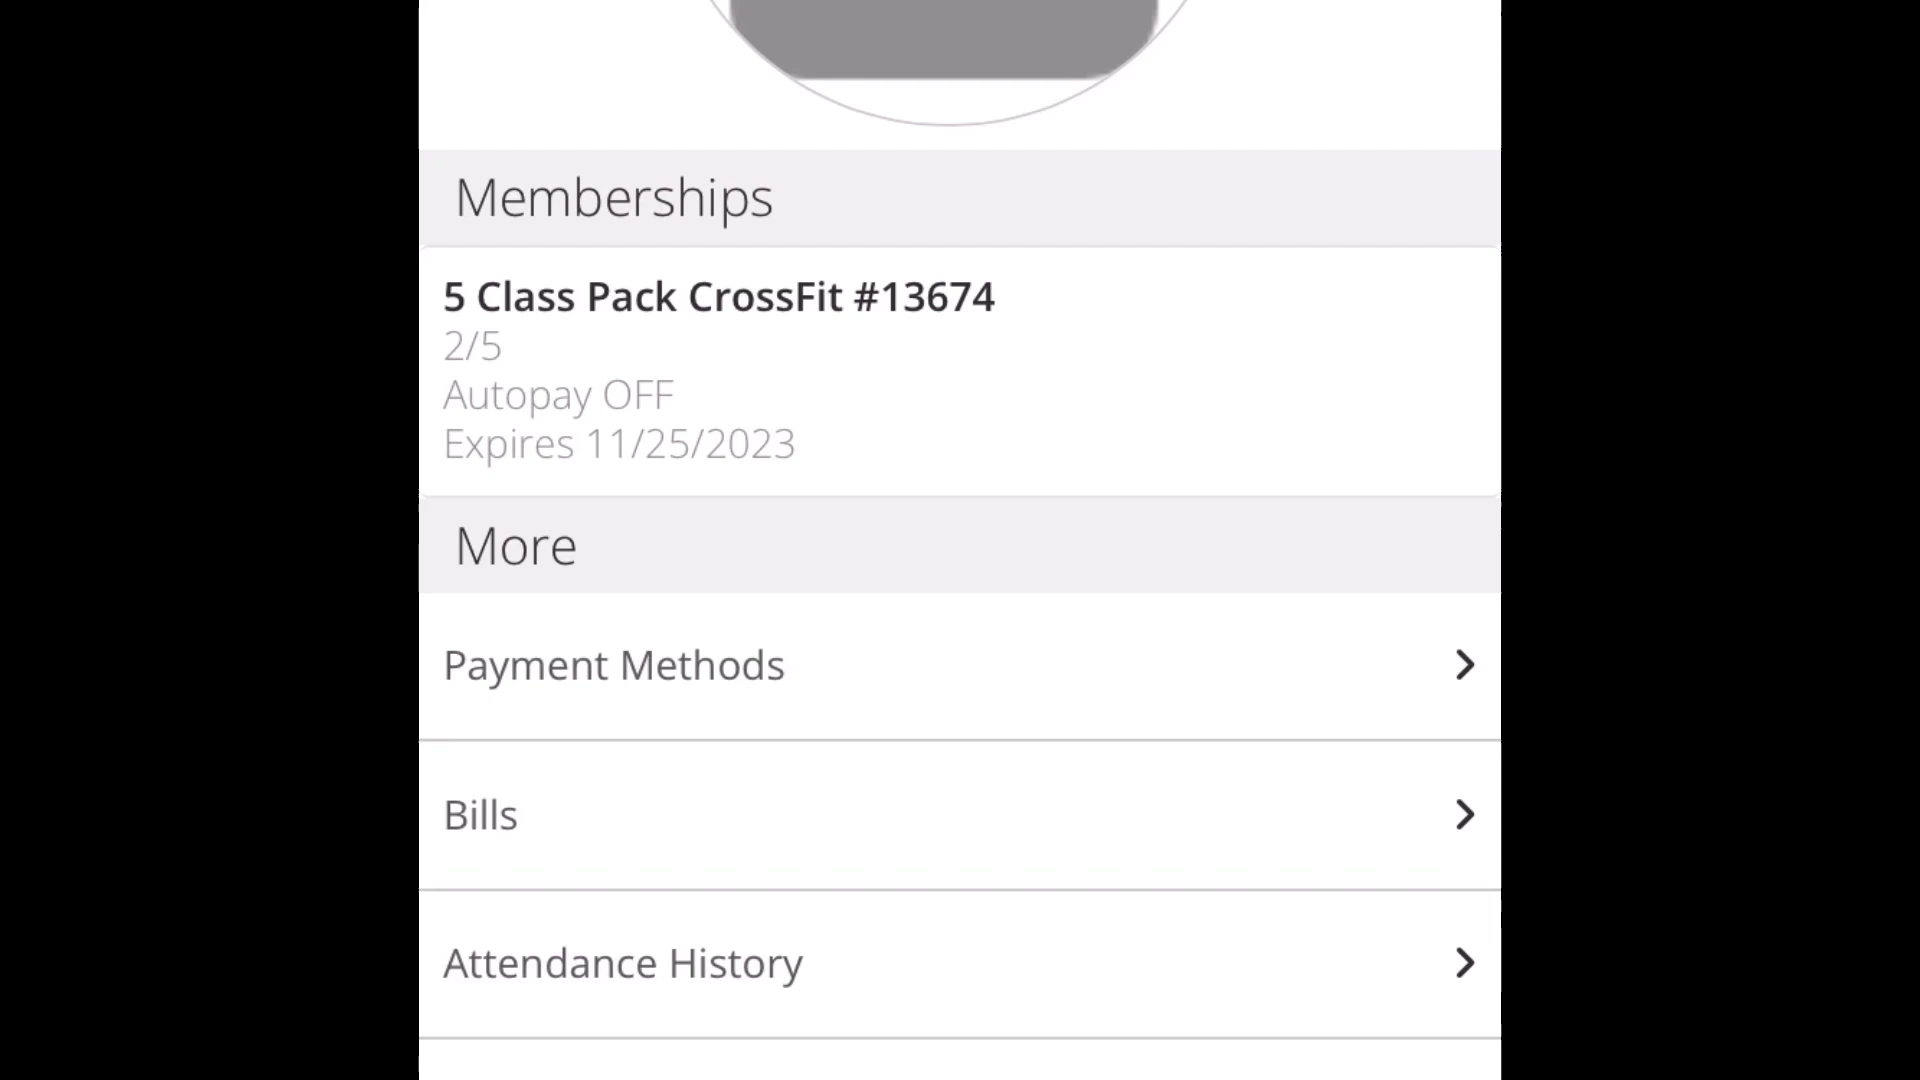 Memberships
5 Class Pack CrossFit #13674
2/5
Autopay OFF
Expires 11/25/2023
More
Payment Methods
Bills
Attendance History